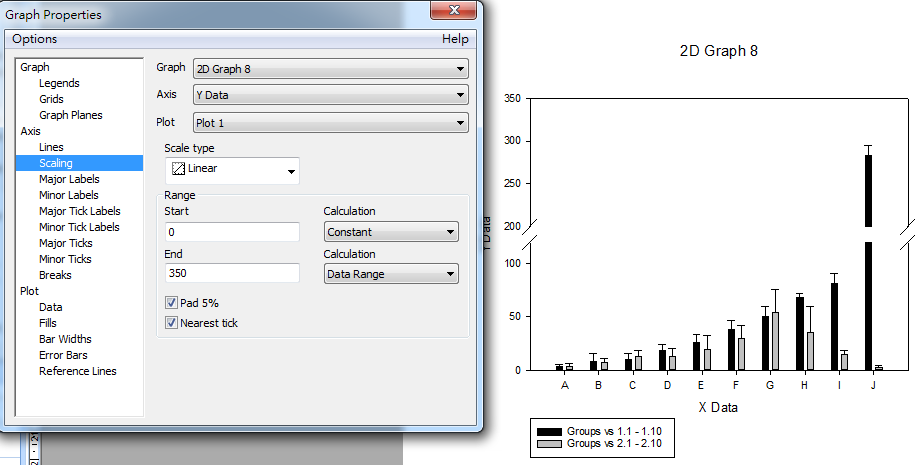 Graph Properties
Options Help
Graph
Legends
Grids
Graph Planes
Axis
Lines
Scaling
Major Labels
Minor Labels
Major Tick Labels
Minor Tick Labels
Major Ticks
Minor Ticks
Breaks
Plot
Data
Fills
Bar Widths
Error Bars
Reference Lines
Graph 2D Graph 8
Axis Y Data
Plot Plot 1
Scale type
Linear
Range
Start Calculation
0 Constant
End Calculation
350 Data Range
Pad 5%
Nearest tick
2D Graph 8
350
300
250
200
100
50
0
Data
A B C D E F G H I J
X Data
Groups vs 1.1 - 1.10
Groups vs 2.1 - 2.10